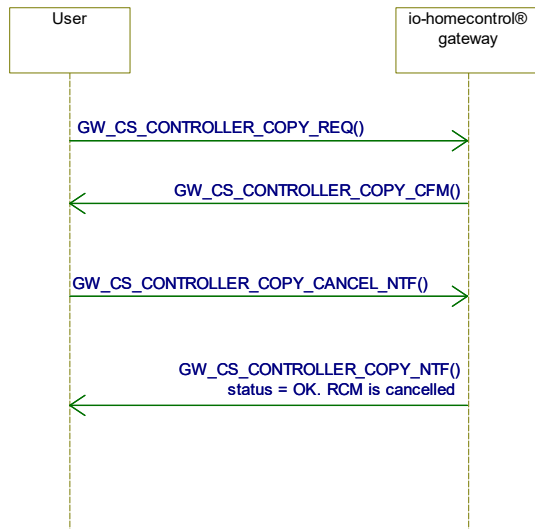 User
io-homecontrol®
gateway
GW_CS_CONTROLLER_COPY_REQ()
GW_CS_CONTROLLER_COPY_CFM()
GW_CS_CONTROLLER_COPY_CANCEL_NTF()
GW_CS_CONTROLLER_COPY_NTF()
status = OK. RCM is cancelled